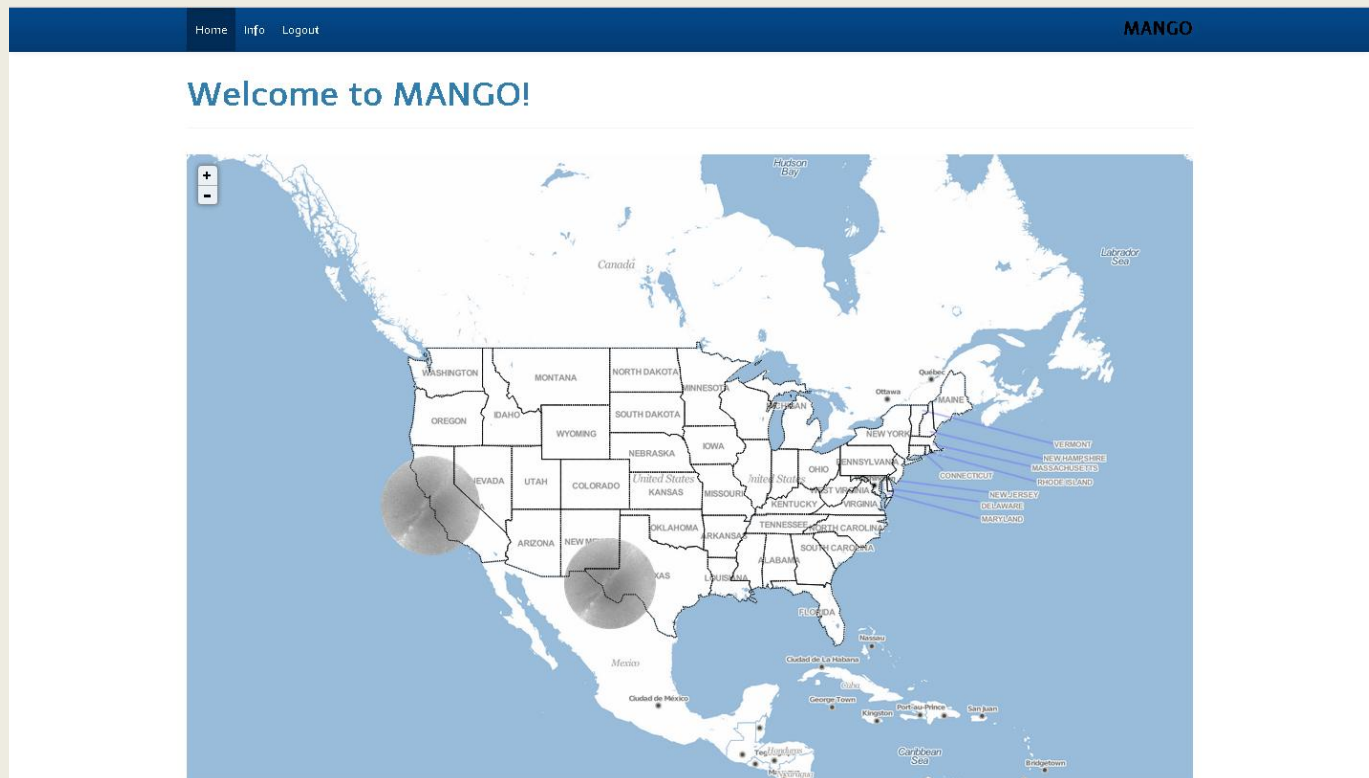 Home Info Logout
MANGO
Welcome to MANGO!
+
-
Hudson
Bay
Labrador
Sea
Canada
WASHINGTON
MONTANA
NORTH DAKOTA
MINNESOTA
Québec
Ottawa
MAINE
OREGON
IDAHO
SOUTH DAKOTA
WYOMING
NEW YORK
VERMONT
NEW HAMPSHIRE
MASSACHUSETTS
RHODE ISLAND
CONNECTICUT
NEBRASKA
IOWA
PENNSYLVANIA
OHIO
NEVADA
UTAH
COLORADO
United States
United States
KANSAS
MISSOURI
WEST VIRGINIA
VIRGINIA
KENTUCKY
NEW JERSEY
DELAWARE
MARYLAND
ARIZONA
OKLAHOMA
ARKANSAS
TENNESSEE
NORTH CAROLINA
SOUTH CAROLINA
ALABAMA
LOUISIANA
FLORIDA
Mexico
Nassau
Ciudad de La Habana
Cuba
Ciudad de México
George Town
Kingston
Port-au-Prince
San Juan
Honduras
Nicaragua
Caribbean
Sea
Bridgetown